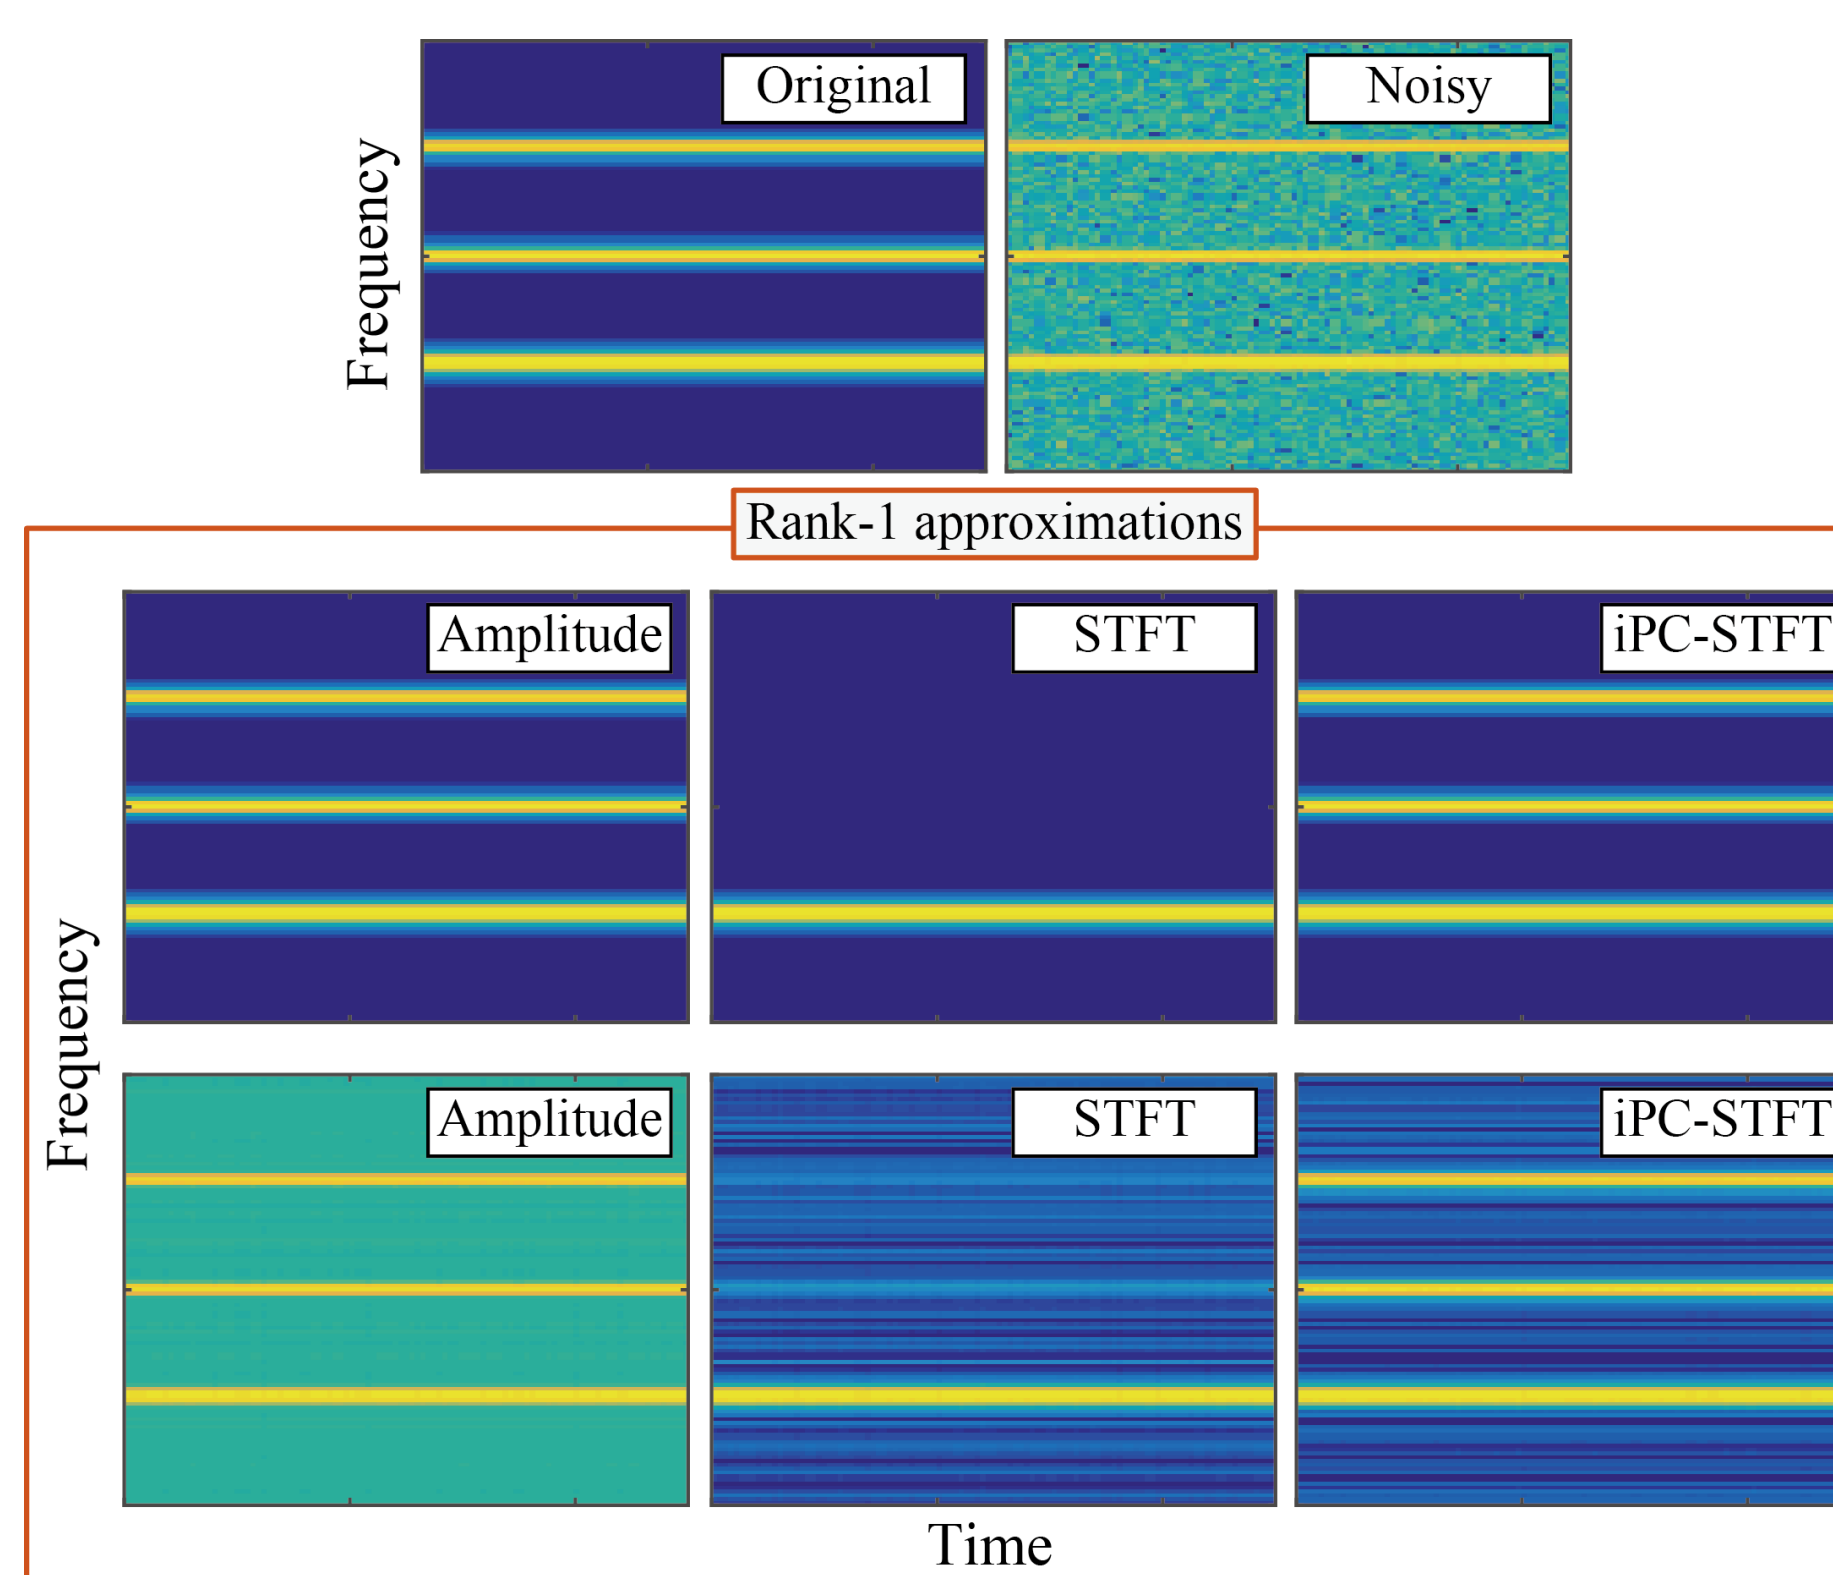 Original
Noisy
Frequency
Rank-1 approximations
Amplitude
STFT
iPC-STFT
Frequency
Amplitude
STFT
iPC-STFT
Time